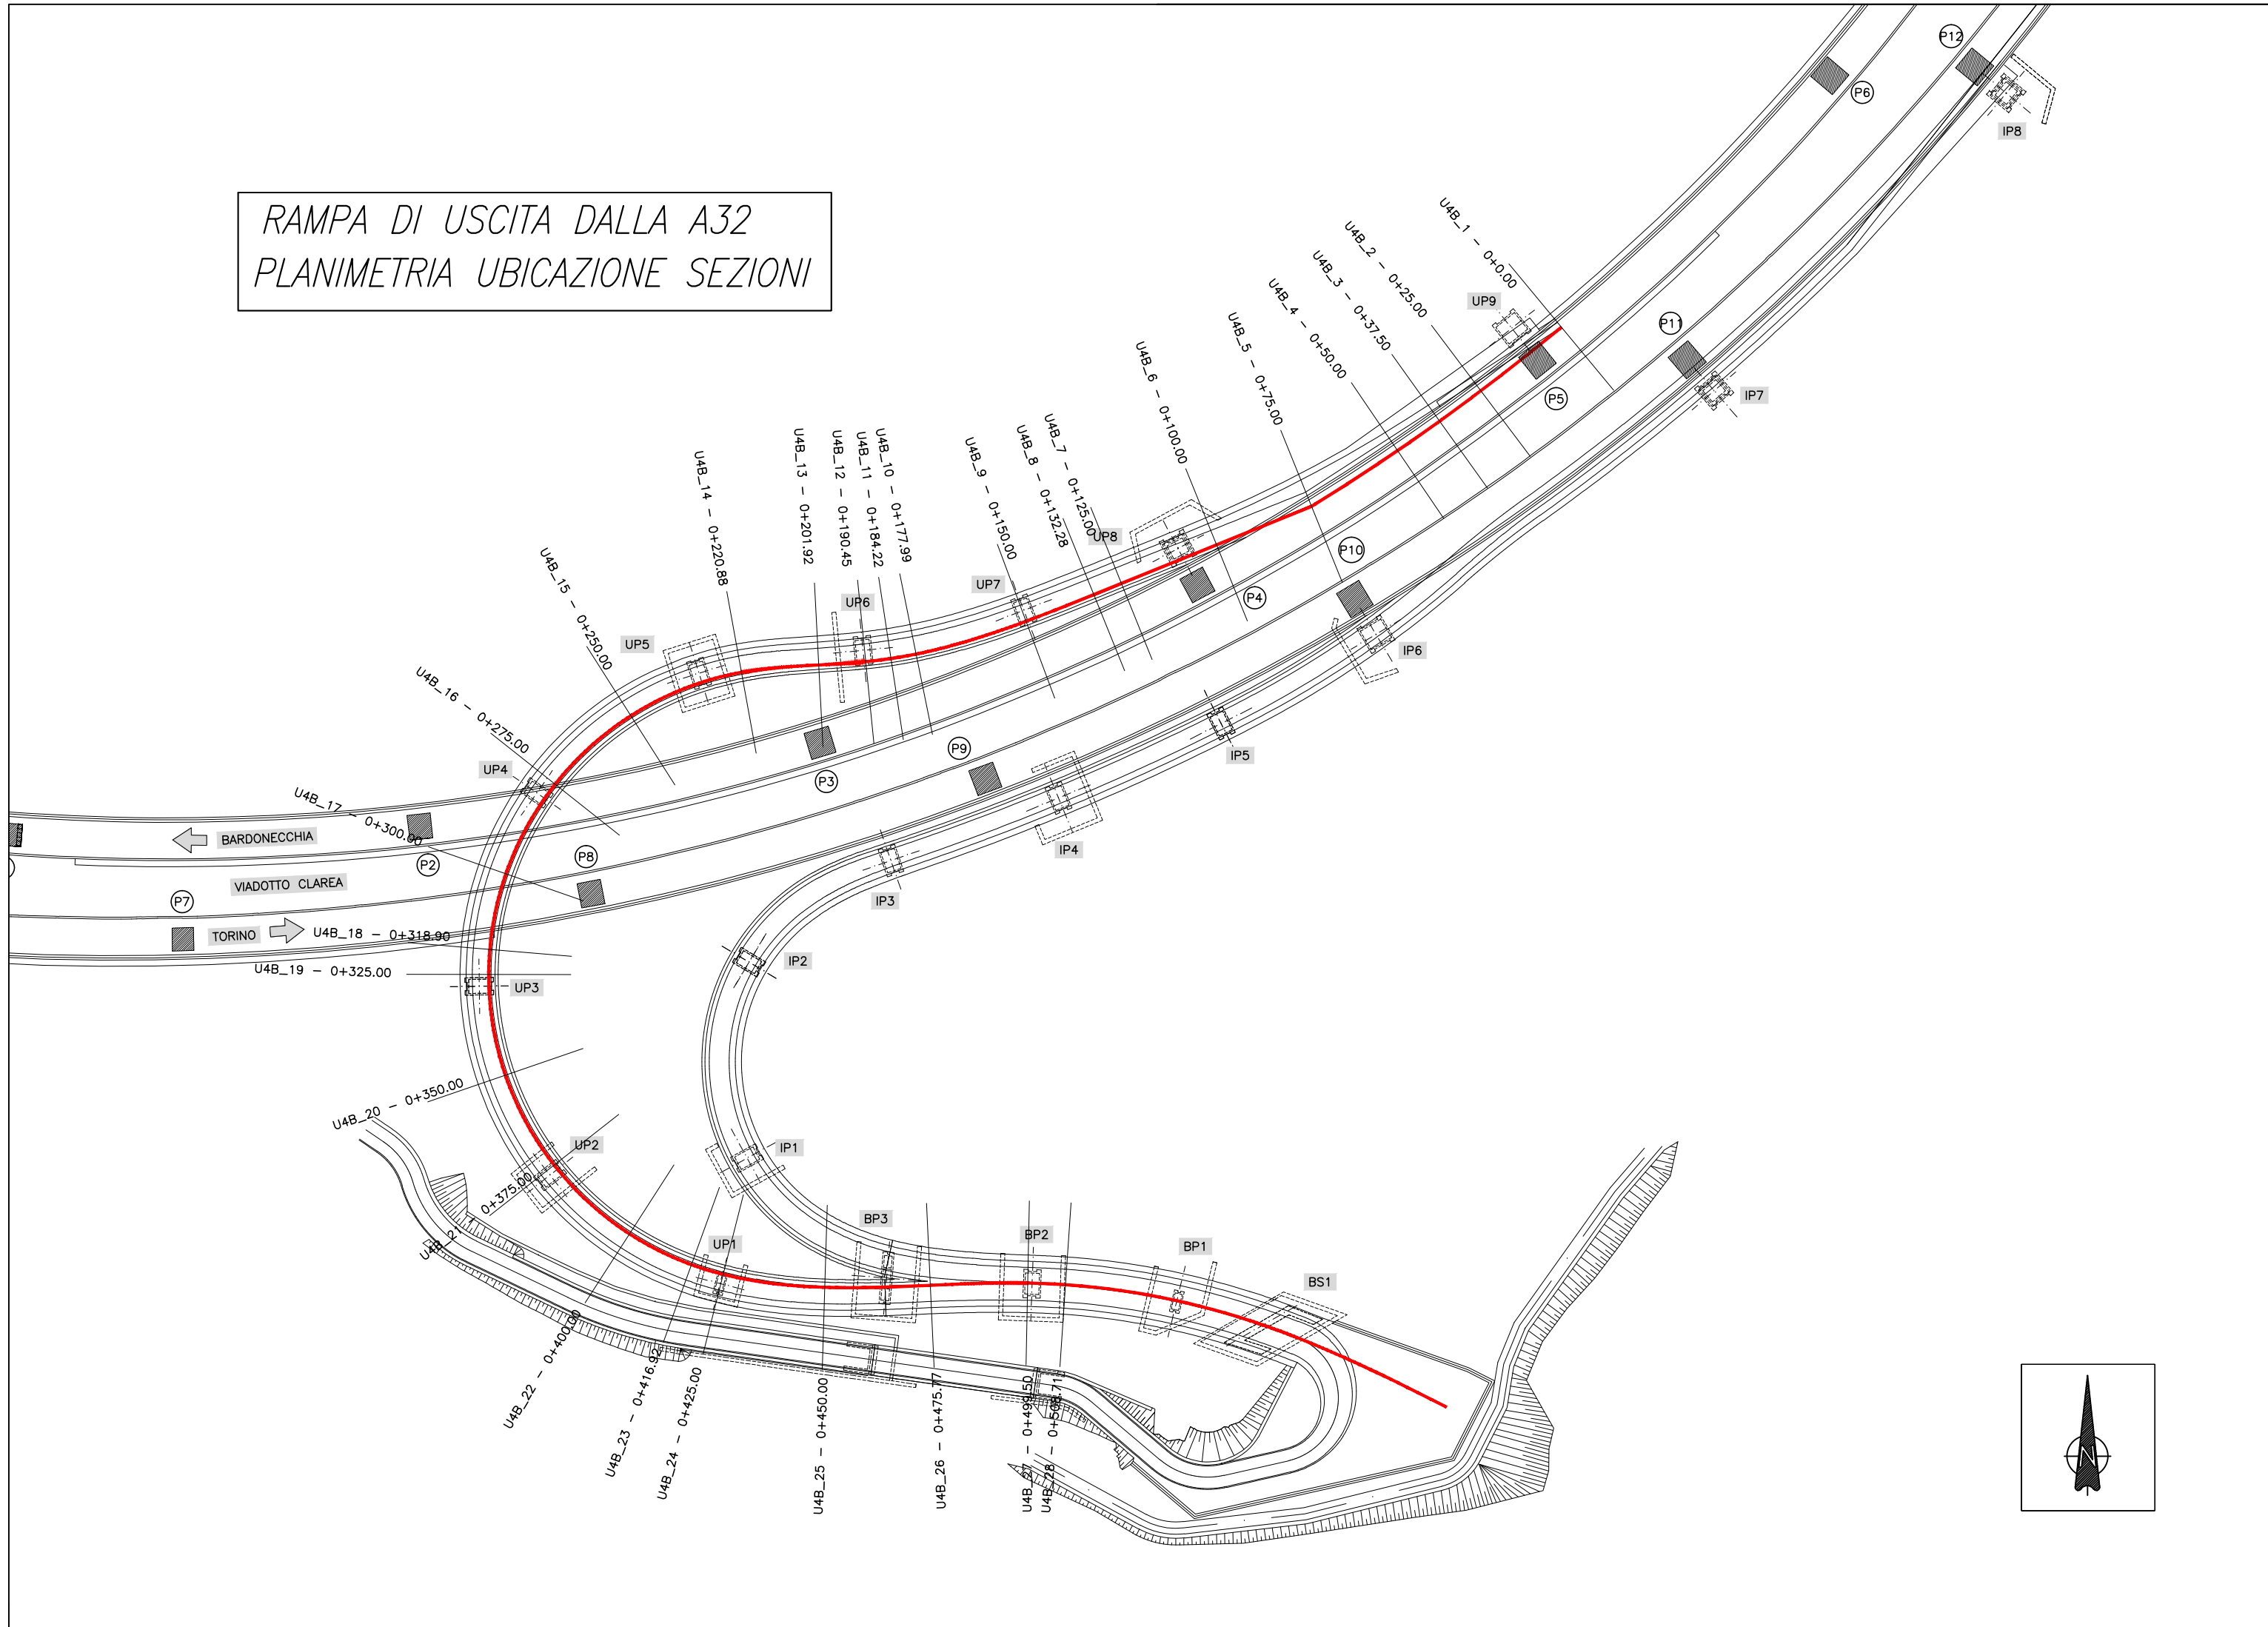 RAMPA DI USCITA DALLA A32
PLANIMETRIA UBICAZIONE SEZIONI
P12
P6
IP8
U4B_1 - 0+0.00
U4B_2 - 0+25.00
U4B_3 - 0+37.50
U4B_4 - 0+50.00
U4B_5 - 0+75.00
U4B_6 - 0+100.00
U4B_7 - 0+125.00
U4B_8 - 0+132.28
U4B_9 - 0+150.00
U4B_10 - 0+177.99
U4B_11 - 0+184.22
U4B_12 - 0+190.45
U4B_13 - 0+201.92
U4B_14 - 0+220.88
U4B_15 - 0+250.00
U4B_16 - 0+275.00
U4B_17 - 0+300.00
U4B_18 - 0+318.90
U4B_19 - 0+325.00
U4B_20 - 0+350.00
U4B_21 - 0+375.00
U4B_22 - 0+400.00
U4B_23 - 0+416.92
U4B_24 - 0+425.00
U4B_25 - 0+450.00
U4B_26 - 0+475.77
U4B_27 - 0+499.50
U4B_28 - 0+508.71
UP9
P11
P5
IP7
UP8
P10
P4
UP7
UP6
IP6
UP5
P9
IP5
UP4
P3
BARDONECCHIA
P2
P8
IP4
VIADOTTO CLAREA
P7
IP3
TORINO
IP2
UP3
UP2
IP1
BP3
UP1
BP2
BP1
BS1
N